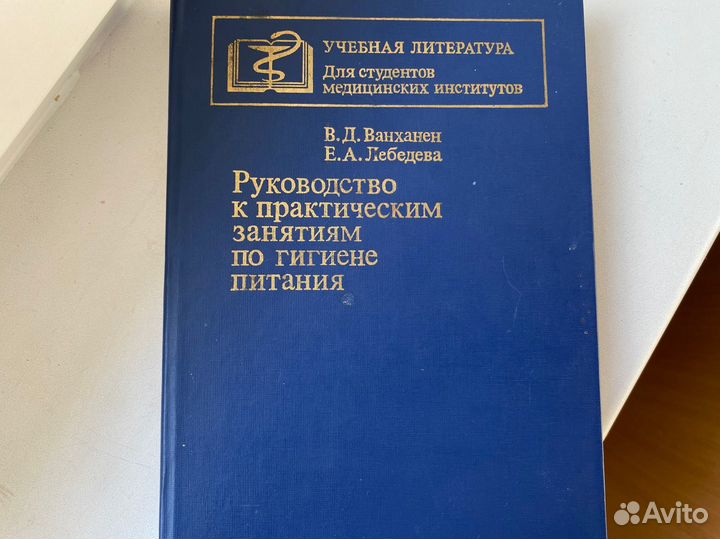 УЧЕБНАЯ ЛИТЕРАТУРА
Для студентов
медицинских институтов
В.Д.Ванханен
Е.А.Лебедева
Руководство
к практическим
занятиям
по гигиене
питания
Avito